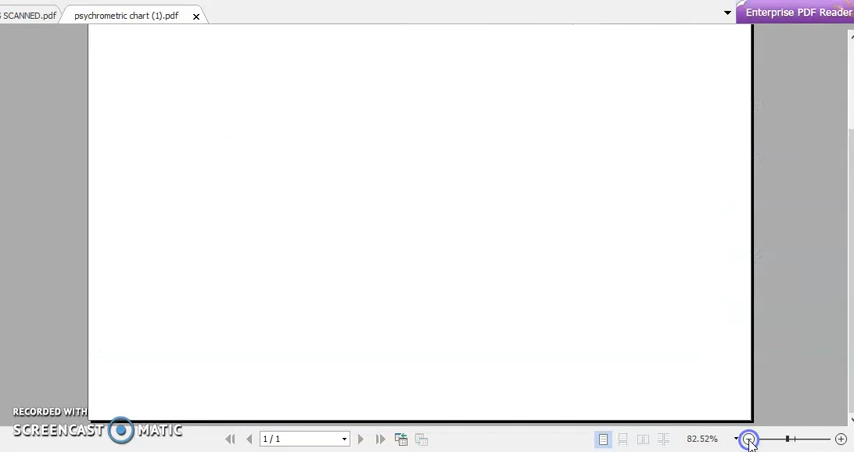 SCANNED.pdf
psychrometric chart (1).pdf
Enterprise PDF Reader
RECORDED WITH
SCREENCAST MATIC
1 / 1
82.52%